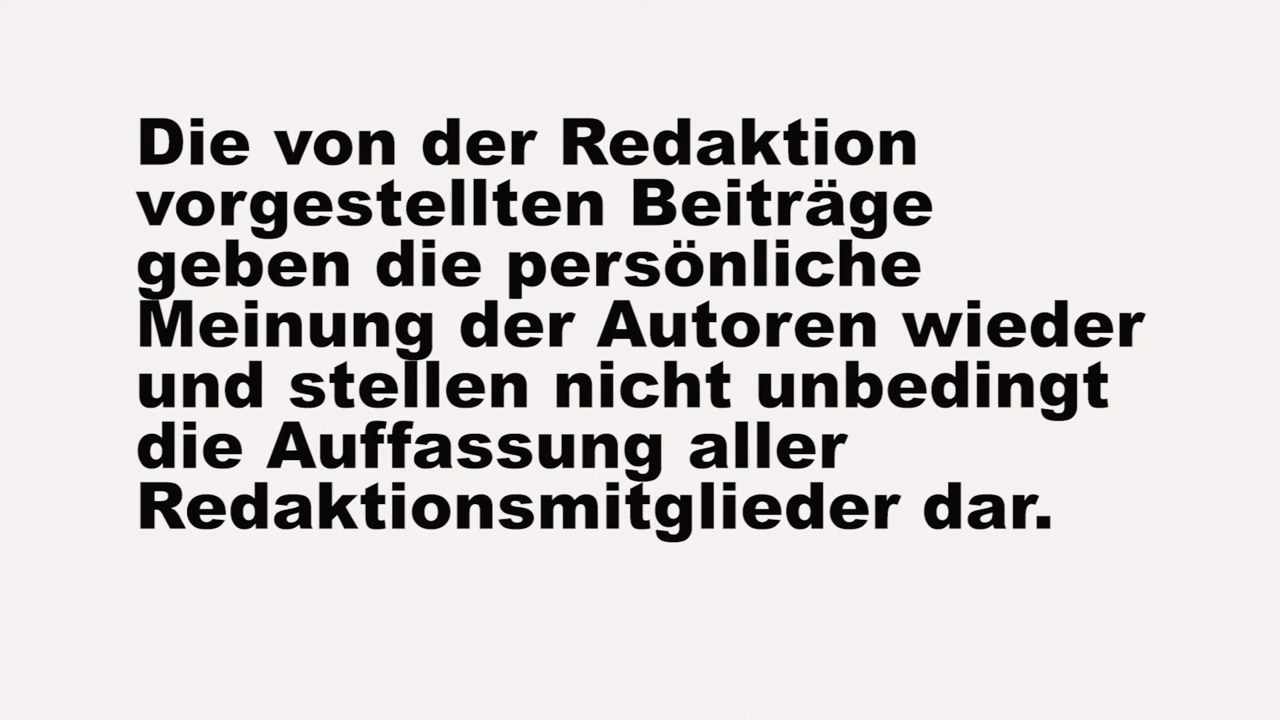 Die von der Redaktion
vorgestellten Beiträge
geben die persönliche
Meinung der Autoren wieder
und stellen nicht unbedingt
die Auffassung aller
Redaktionsmitglieder dar.